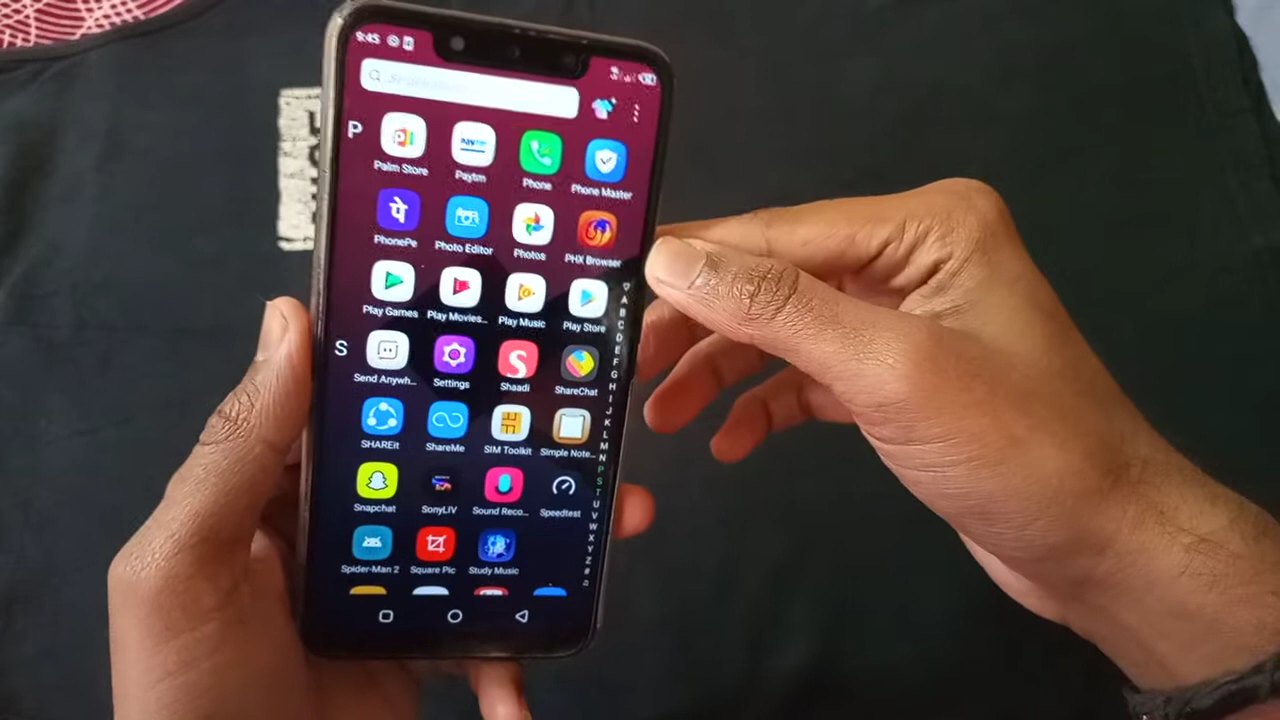 9:45
P
Palm Store Paytm Phone Phone Master
PhonePe Photo Editor Photos PHX Browser
Play Games Play Movies... Play Music Play Store
S
Send Anywh... Settings Shaadi ShareChat
SHAREit ShareMe SIM Toolkit Simple Note...
Snapchat SonyLIV Sound Reco... Speedtest
Spider-Man 2 Square Pic Study Music
A
B
C
D
E
F
G
H
I
J
K
L
M
N
P
S
T
U
V
W
X
Y
Z
#